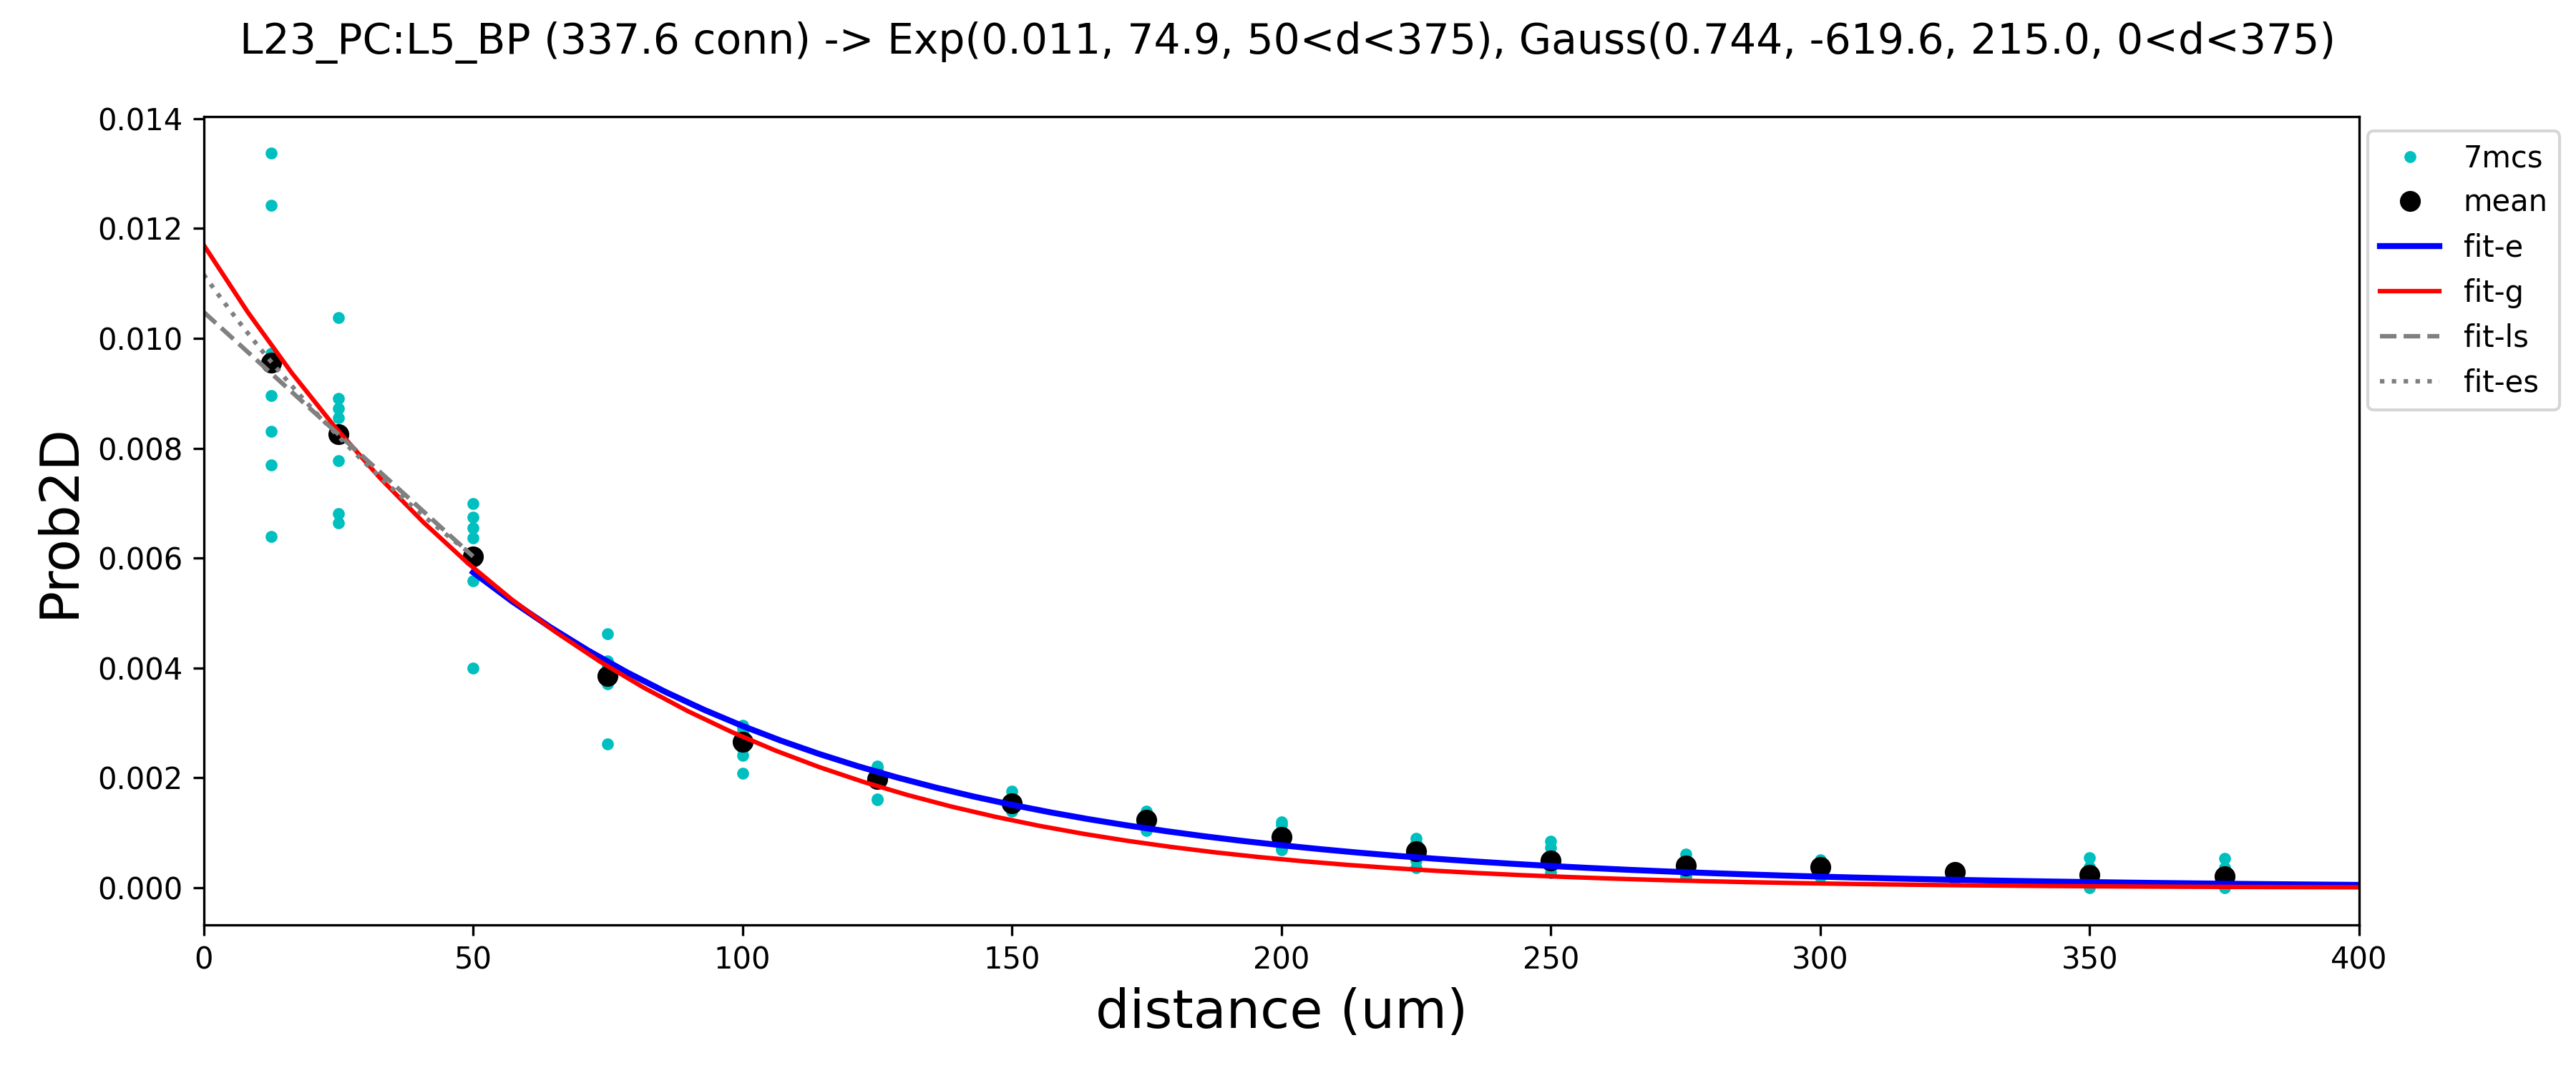 L23_PC:L5_BP (337.6 conn) -> Exp(0.011, 74.9, 50<d<375), Gauss(0.744, -619.6, 215.0, 0<d<375)
0.014
0.012
0.010
0.008
0.006
0.004
0.002
0.000
Prob2D
0 50 100 150 200 250 300 350 400
distance (um)
7mcs
mean
fit-e
fit-g
fit-ls
fit-es